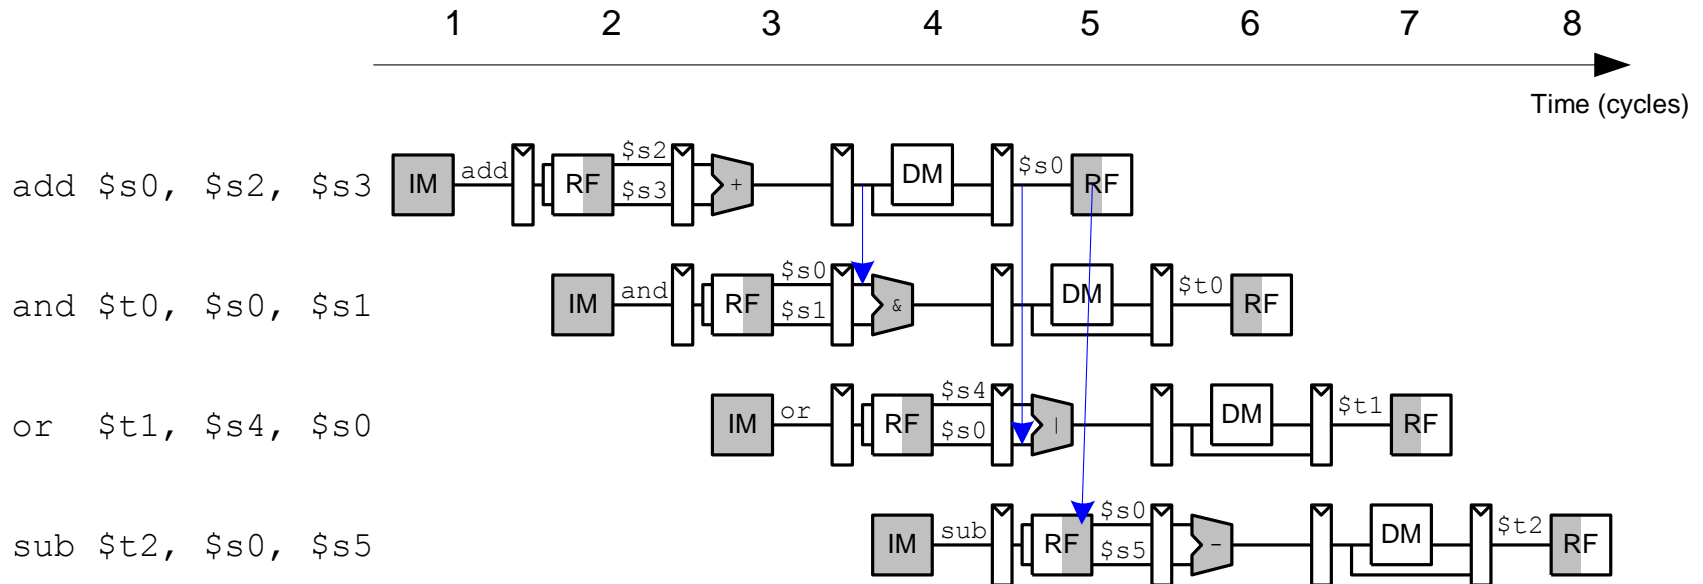 1 2 3 4 5 6 7 8
Time (cycles)
add $s0, $s2, $s3 IM add RF $s2 $s3 + DM $s0 RF
and $t0, $s0, $s1 IM and RF $s0 $s1 & DM $t0 RF
or $t1, $s4, $s0 IM or RF $s4 $s0 | DM $t1 RF
sub $t2, $s0, $s5 IM sub RF $s0 $s5 - DM $t2 RF